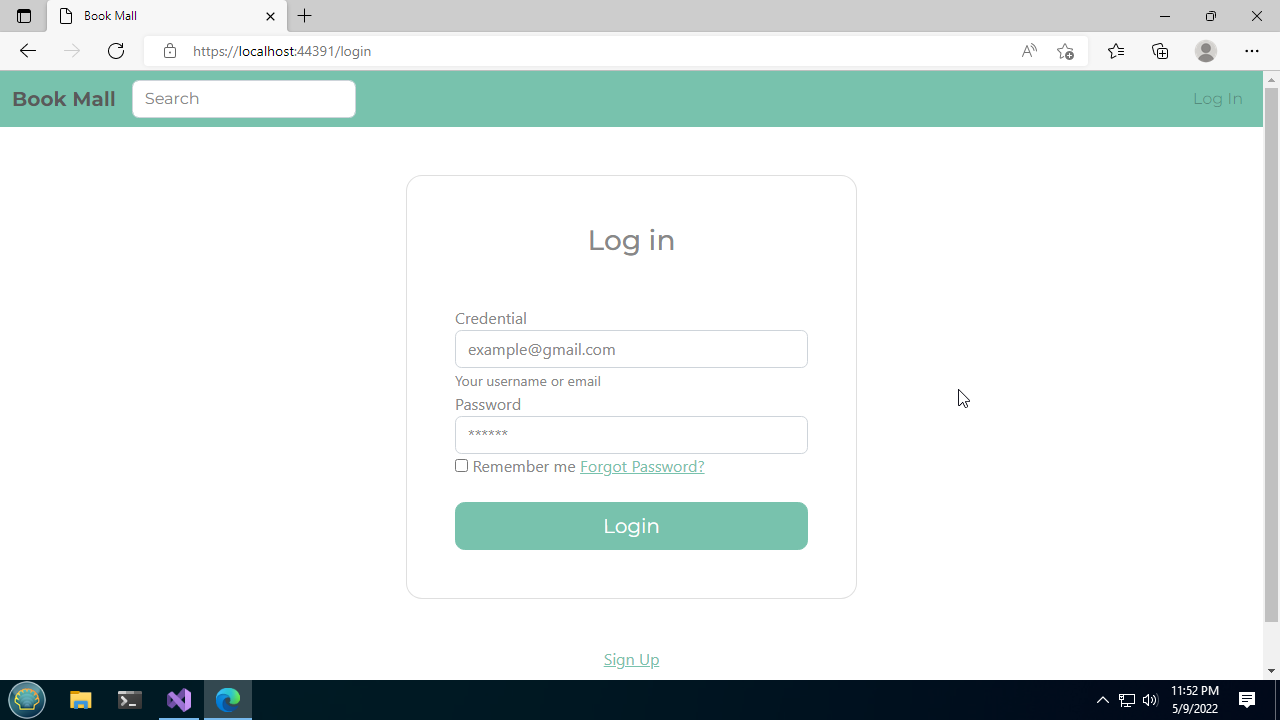 Book Mall
https://localhost:44391/login
Book Mall
Search
Log In
Log in
Credential
example@gmail.com
Your username or email
Password
******
Remember me Forgot Password?
Login
Sign Up
11:52 PM
5/9/2022